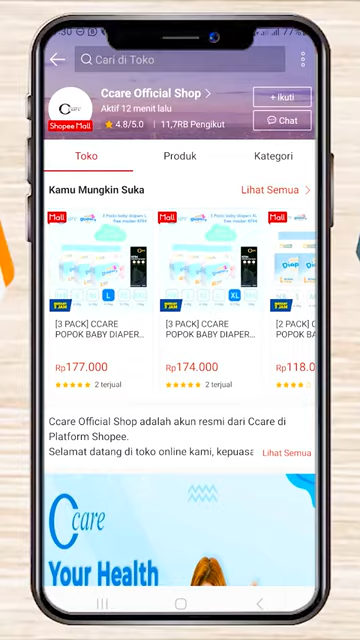 Cari di Toko
Ccare Official Shop
Aktif 12 menit lalu
4.8/5.0 | 11,7RB Pengikut
+ Ikuti
Chat
Ccare
Shopee Mall
Toko
Produk
Kategori
Kamu Mungkin Suka
Lihat Semua
Mall
Mall
Mall
L
XL
[3 PACK] CCARE
POPOK BABY DIAPER...
Rp177.000
2 terjual
[3 PACK] CCARE
POPOK BABY DIAPER...
Rp174.000
2 terjual
[2 PACK] C
POPOK BA
Rp118.0
Ccare Official Shop adalah akun resmi dari Ccare di
Platform Shopee.
Selamat datang di toko online kami, kepuasa
Lihat Semua
Ccare
Your Health